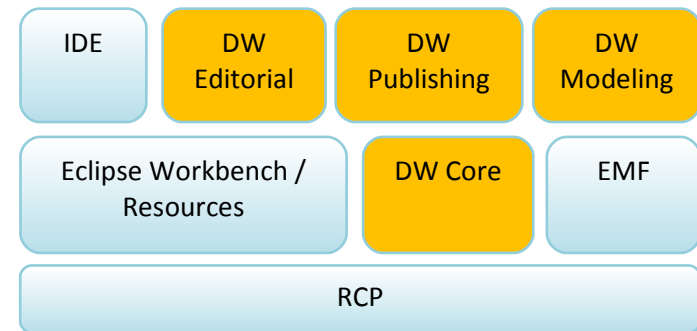 IDE
DW
Editorial
DW
Publishing
DW
Modeling
Eclipse Workbench /
Resources
DW Core
EMF
RCP